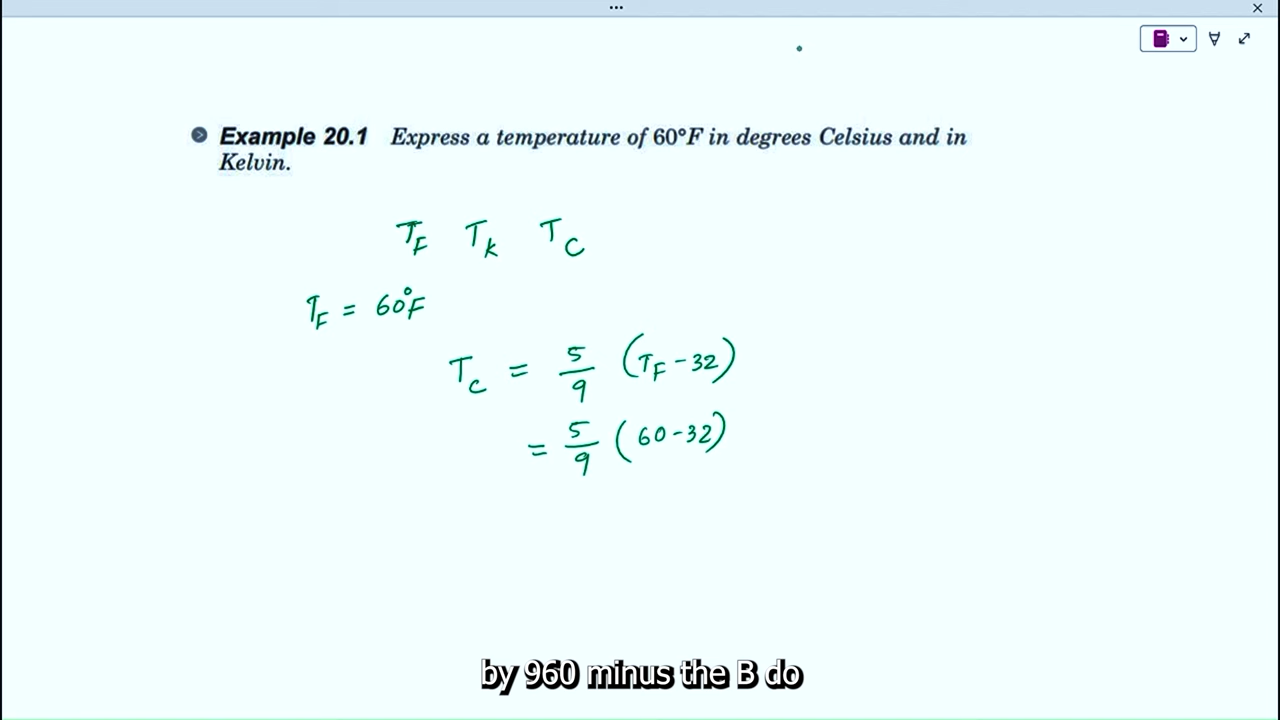 Example 20.1 Express a temperature of 60°F in degrees Celsius and in
Kelvin.
T_F T_K T_C
T_F = 60°F
T_C = 5/9 (T_F - 32)
= 5/9 (60 - 32)
by 960 minus the B do